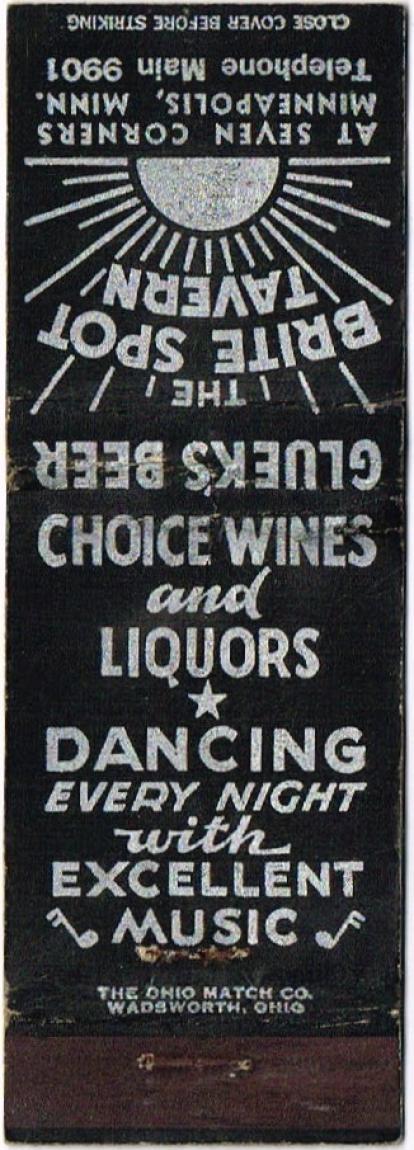 THE
BRITE SPOT
TAVERN
AT SEVEN CORNERS
MINNEAPOLIS, MINN.
Telephone Main 9901
CLOSE COVER BEFORE STRIKING
GLUEK'S BEER
CHOICE WINES
and
LIQUORS
DANCING
EVERY NIGHT
with
EXCELLENT
MUSIC
THE OHIO MATCH CO.
WADSWORTH, OHIO